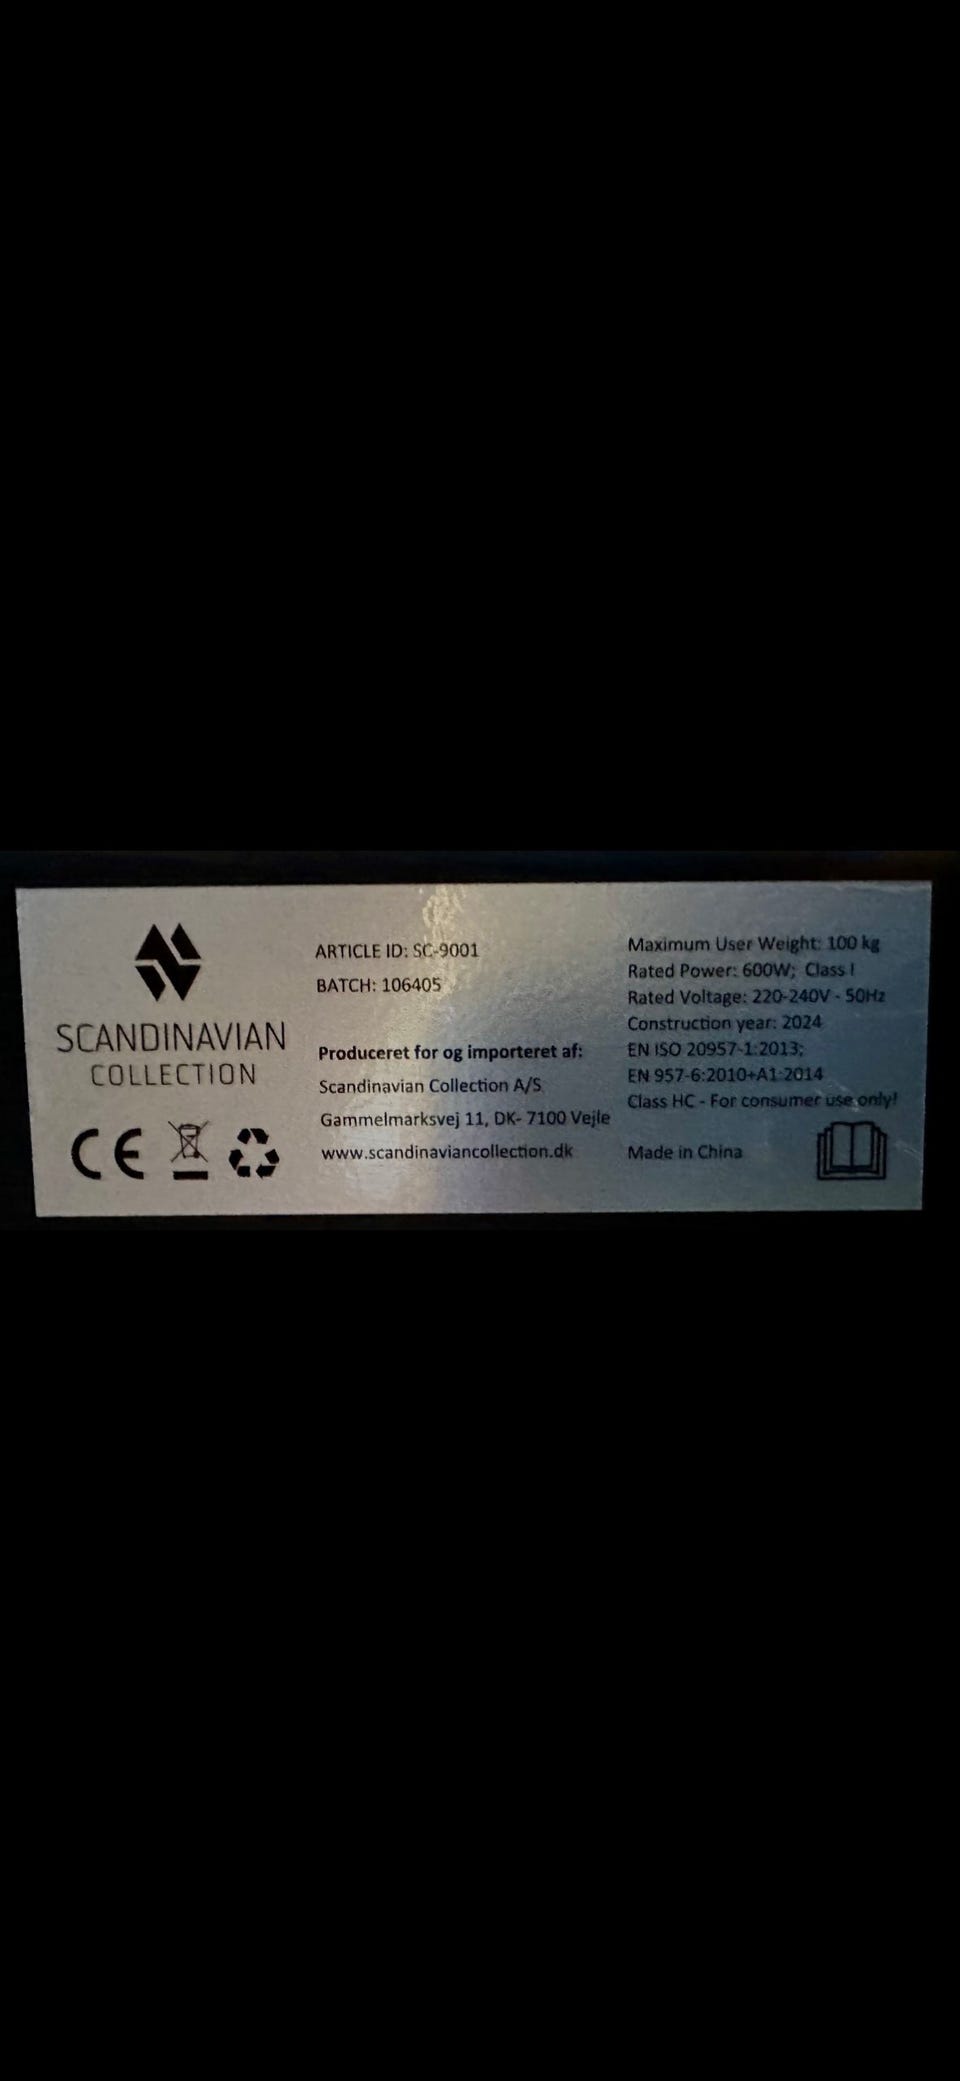 SCANDINAVIAN
COLLECTION
CE
ARTICLE ID: SC-9001
BATCH: 106405
Produceret for og importeret af:
Scandinavian Collection A/S
Gammelmarksvej 11, DK- 7100 Vejle
www.scandinaviancollection.dk
Maximum User Weight: 100 kg
Rated Power: 600W; Class I
Rated Voltage: 220-240V - 50Hz
Construction year: 2024
EN ISO 20957-1:2013;
EN 957-6:2010+A1:2014
Class HC - For consumer use only!
Made in China